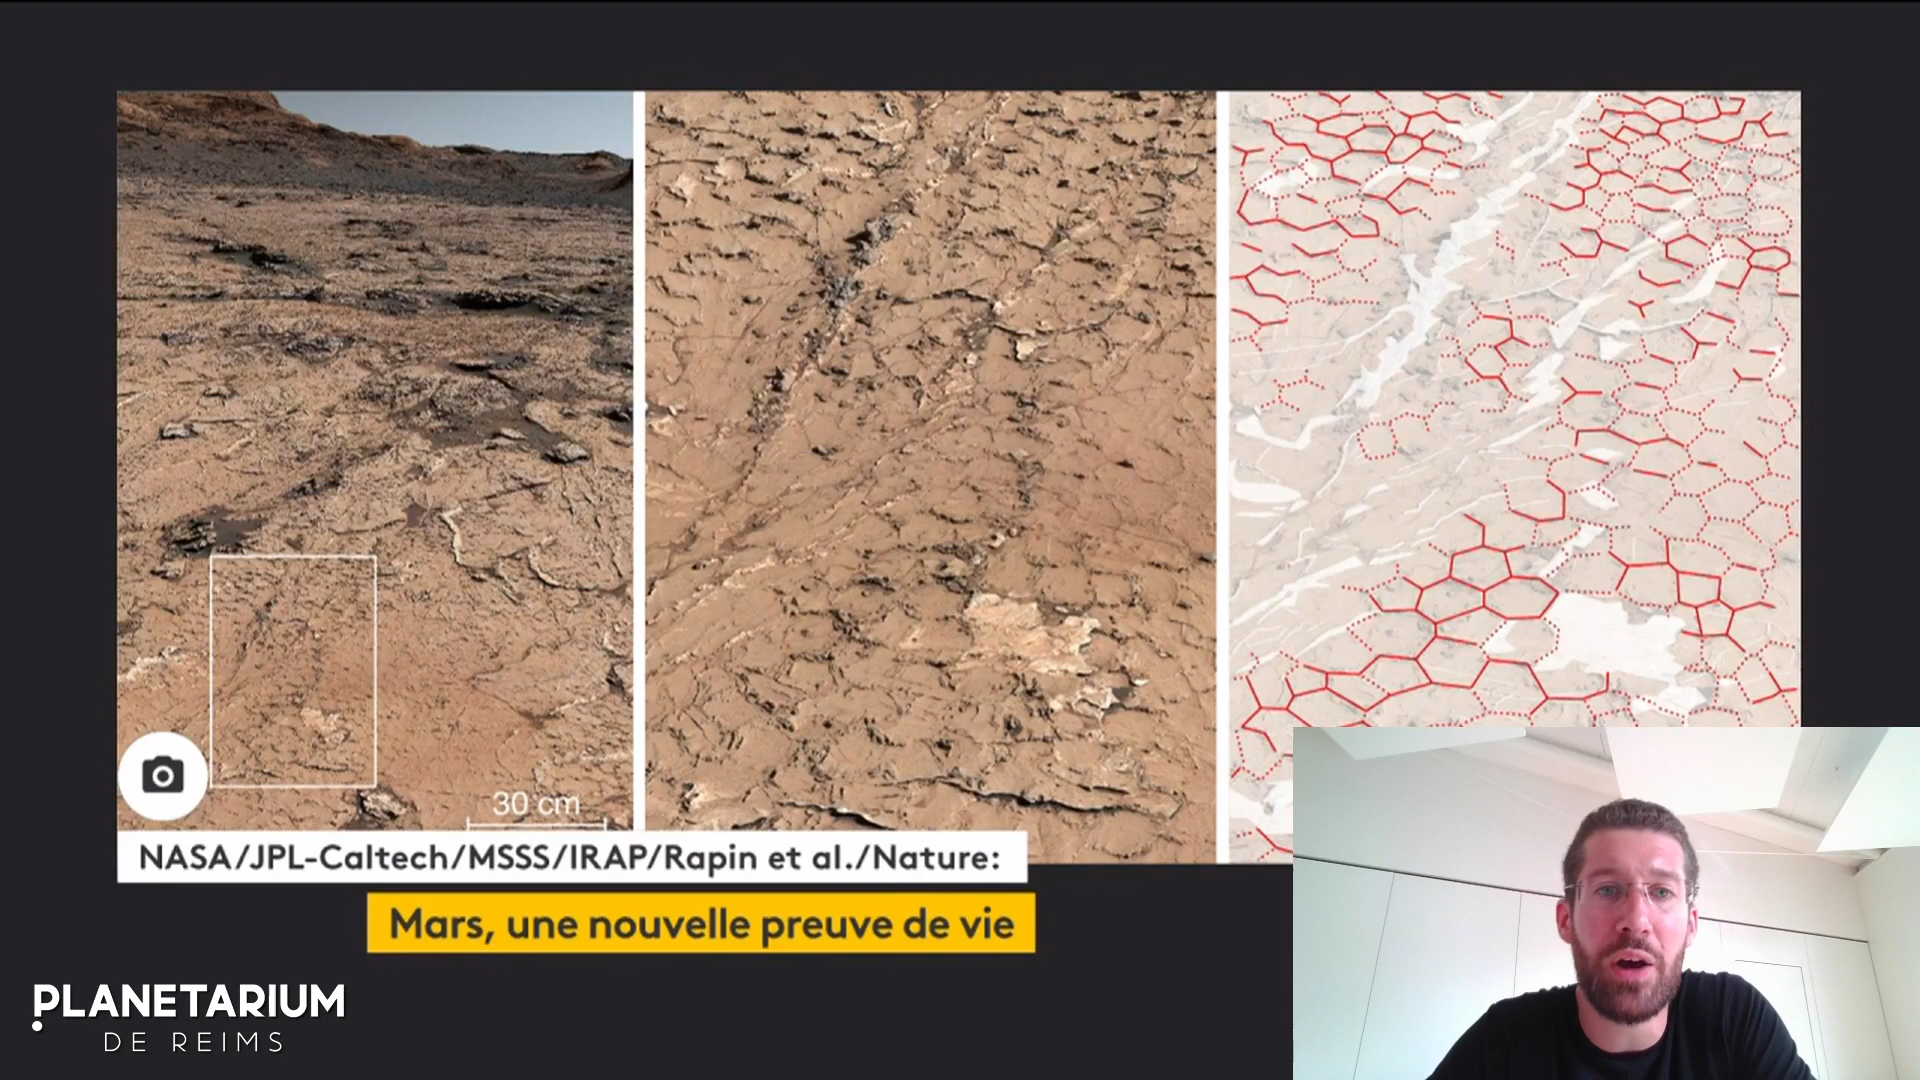 30 cm
NASA/JPL-Caltech/MSSS/IRAP/Rapin et al./Nature:
Mars, une nouvelle preuve de vie
PLANETARIUM
DE REIMS